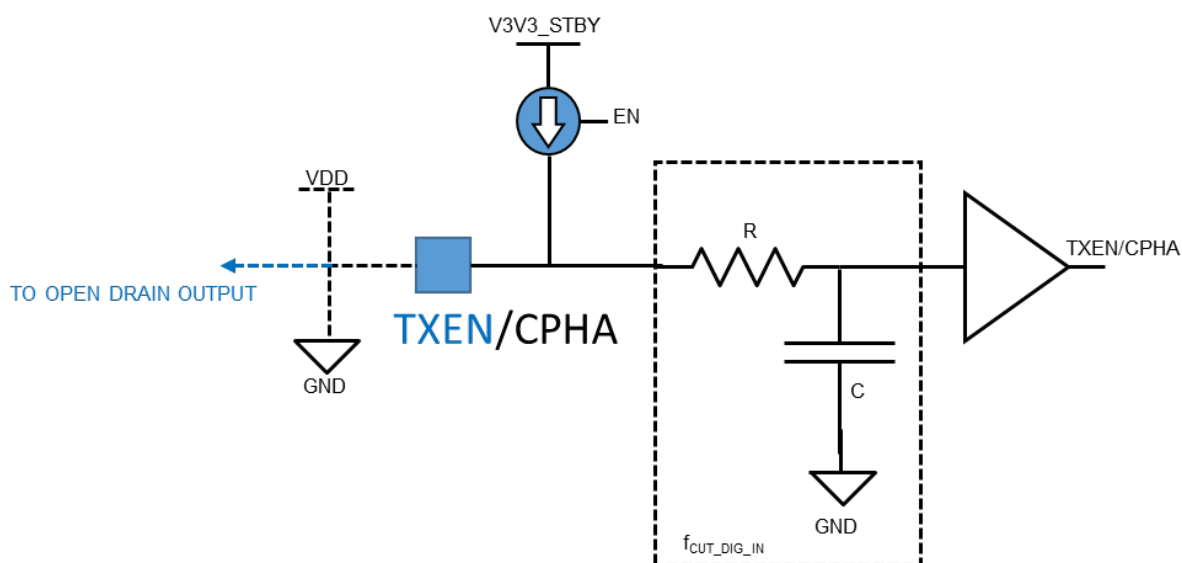 V3V3_STBY
EN
VDD
R
TXEN/CPHA
TO OPEN DRAIN OUTPUT
TXEN/CPHA
GND
C
GND
fCUT_DIG_IN